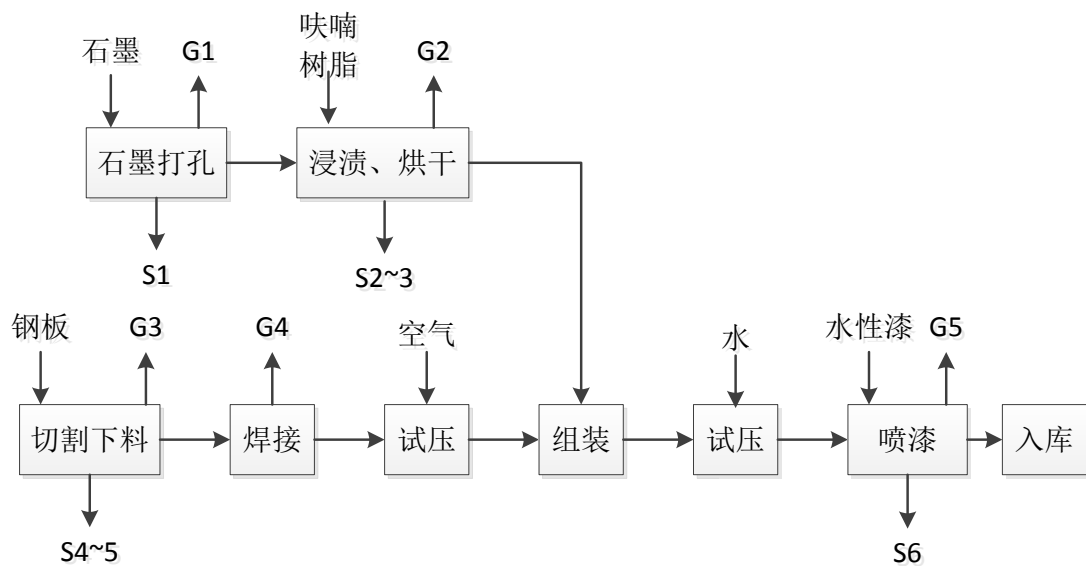 石墨
G1
呋喃
树脂
G2
石墨打孔
浸渍、烘干
S1
S2~3
钢板
G3
G4
空气
水
水性漆
G5
切割下料
焊接
试压
组装
试压
喷漆
入库
S4~5
S6